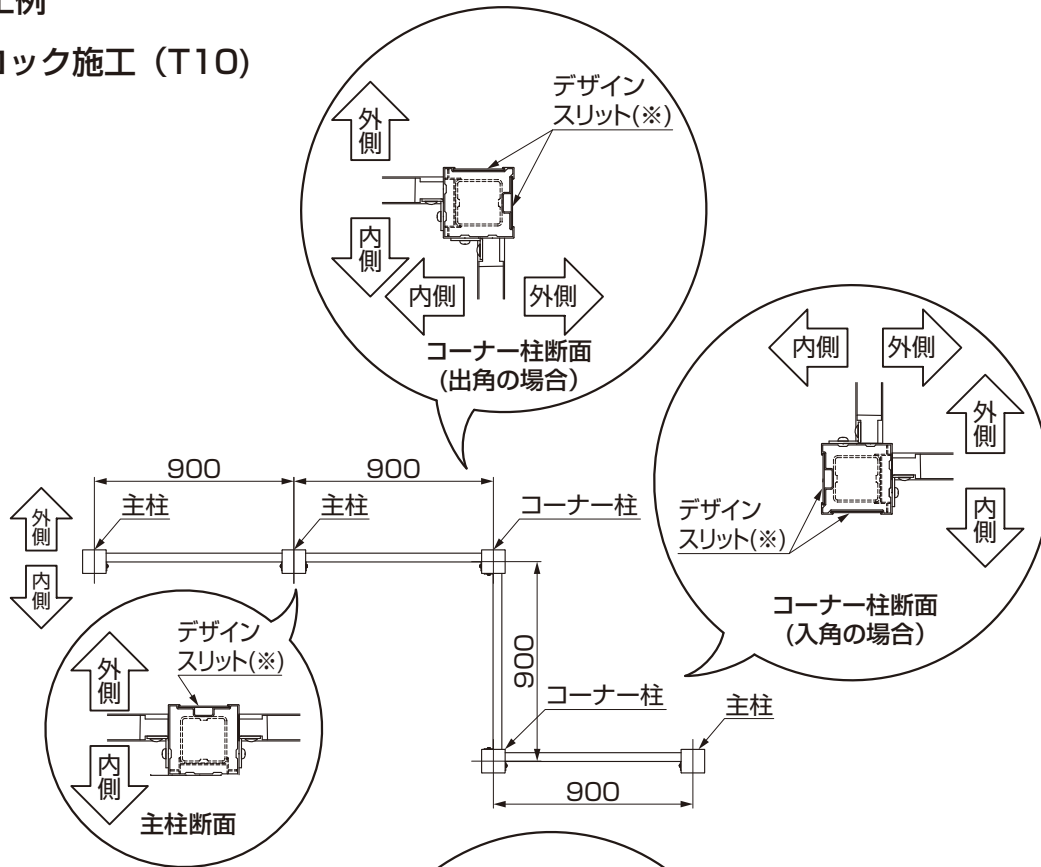 工例
ロック施工（T10)
デザイン
スリット(※)
外側
内側
内側
外側
コーナー柱断面
(出角の場合）
内側
外側
外側
内側
デザイン
スリット(※)
コーナー柱断面
(入角の場合）
900
900
外側
内側
主柱
主柱
コーナー柱
900
コーナー柱
主柱
900
デザイン
スリット(※)
外側
内側
主柱断面